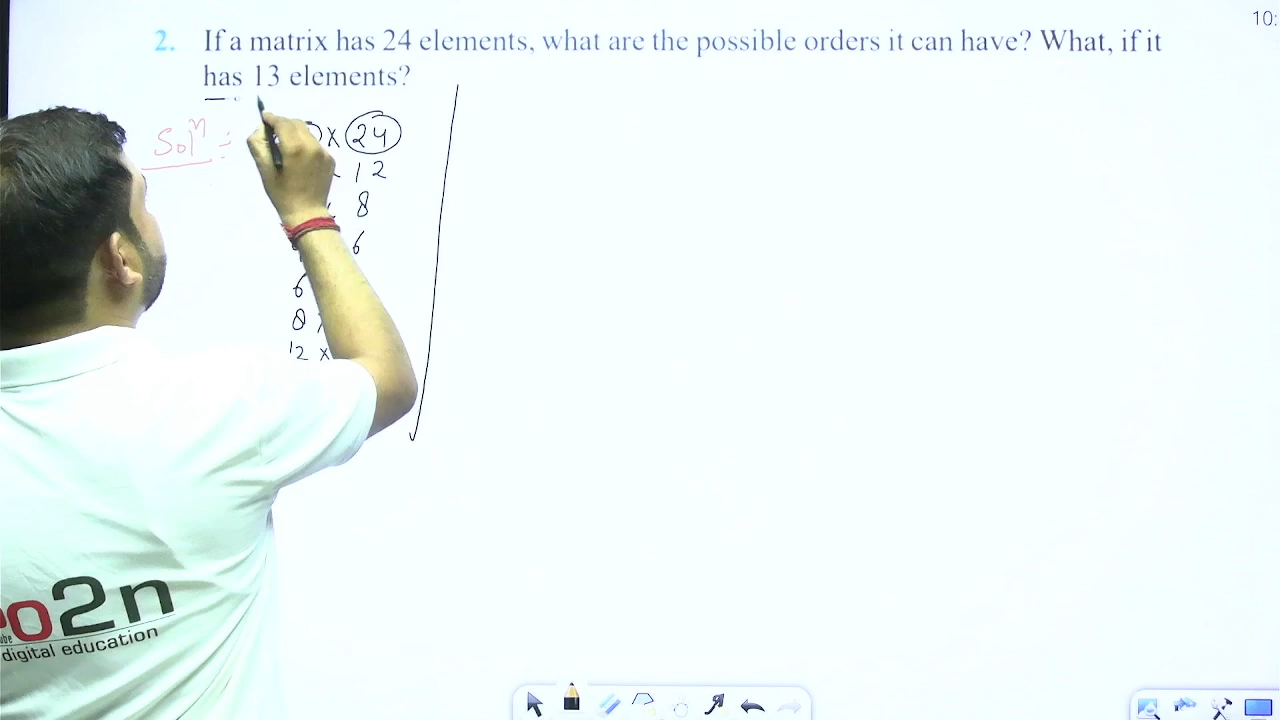 10:
2. If a matrix has 24 elements, what are the possible orders it can have? What, if it
has 13 elements?
Solⁿ :-
x 24
12
8
6
6
8
12 x
o2n
digital education